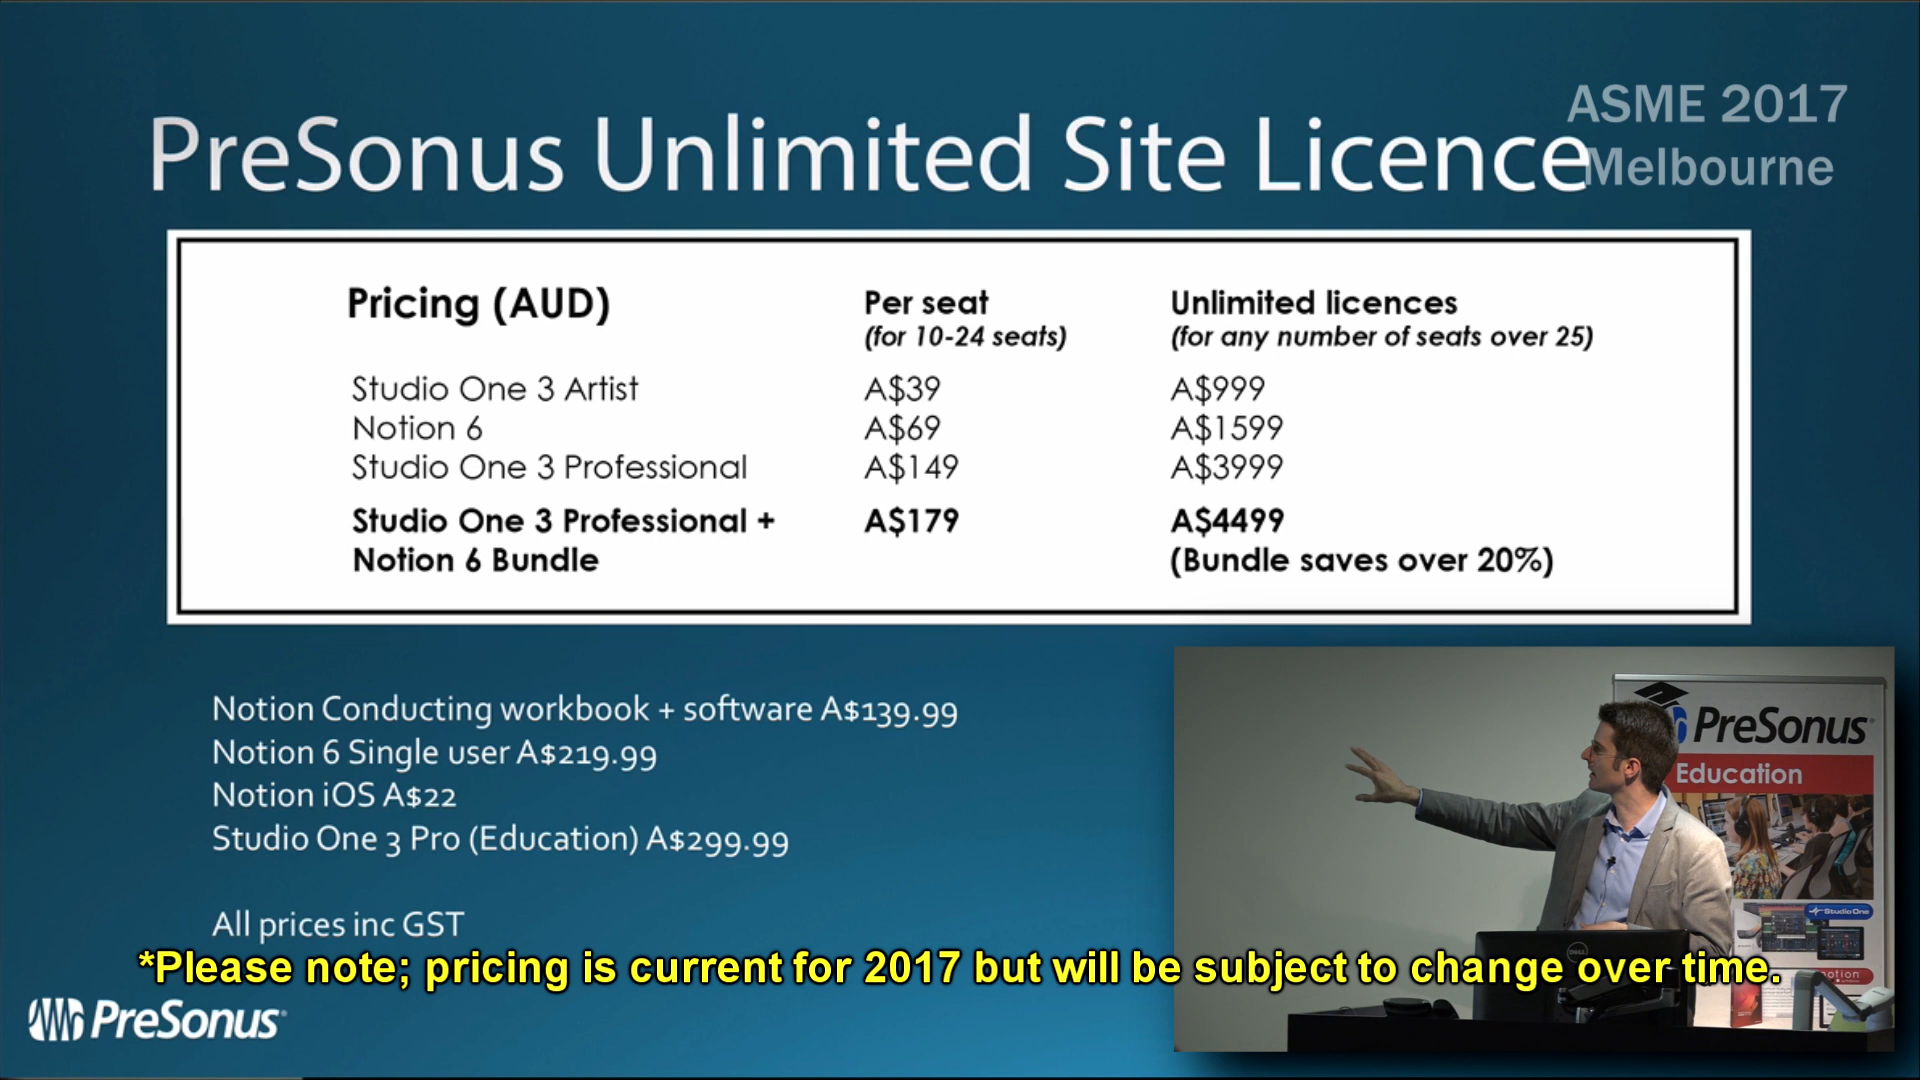 ASME 2017
Melbourne
PreSonus Unlimited Site Licence
Pricing (AUD) Per seat Unlimited licences
(for 10-24 seats) (for any number of seats over 25)
Studio One 3 Artist A$39 A$999
Notion 6 A$69 A$1599
Studio One 3 Professional A$149 A$3999
Studio One 3 Professional + A$179 A$4499
Notion 6 Bundle (Bundle saves over 20%)
Notion Conducting workbook + software A$139.99
Notion 6 Single user A$219.99
Notion iOS A$22
Studio One 3 Pro (Education) A$299.99
All prices inc GST
*Please note; pricing is current for 2017 but will be subject to change over time.
PreSonus
PreSonus
Education
Studio One
DELL